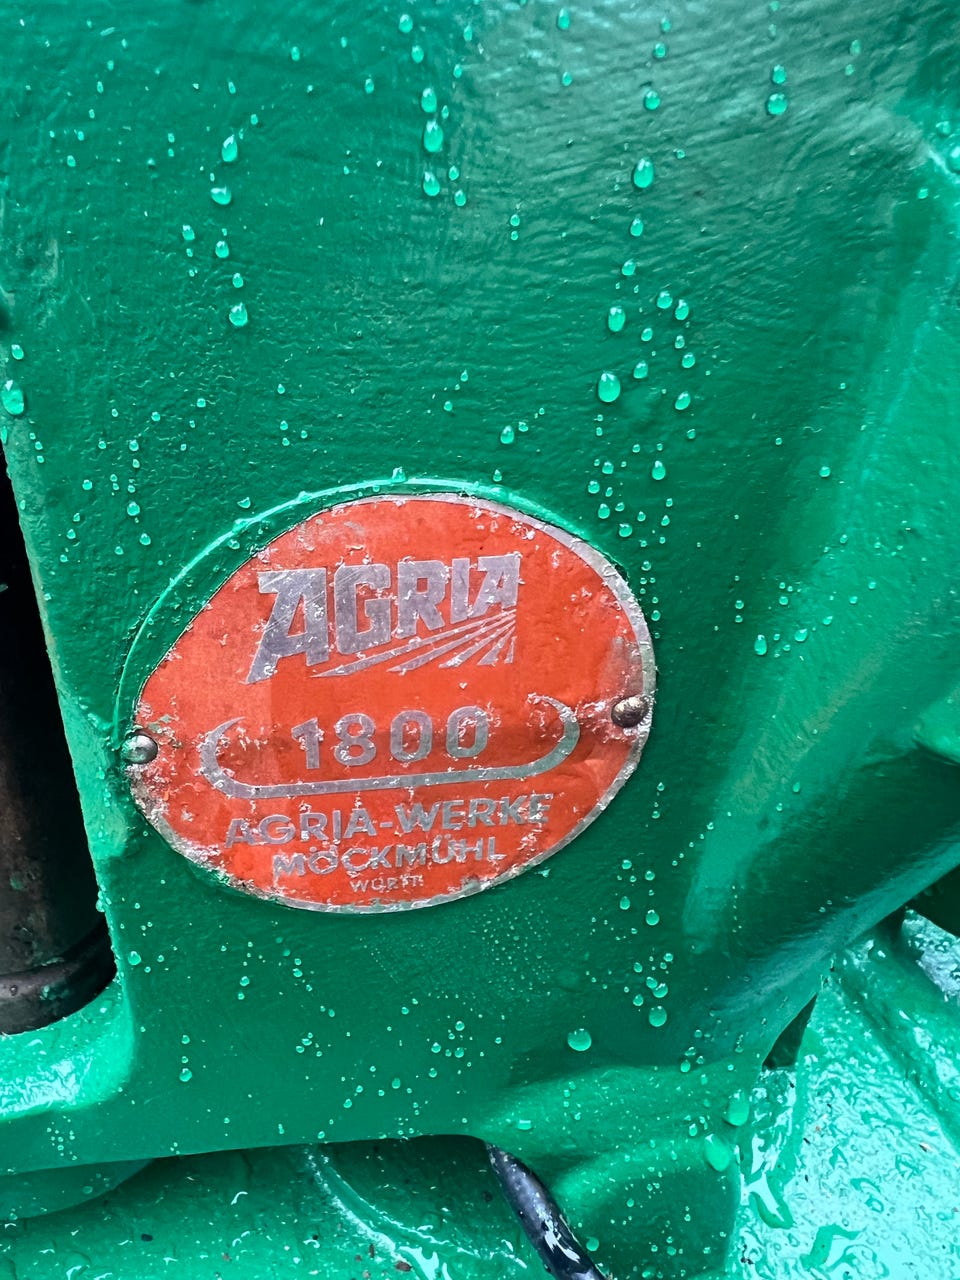 AGRIA
1800
AGRIA-WERKE
MÖCKMÜHL
WÜRTT